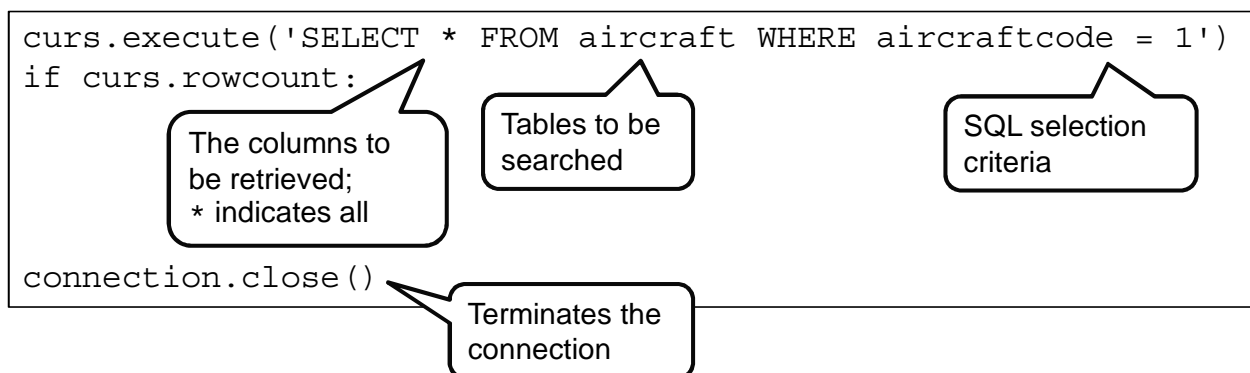 curs.execute('SELECT * FROM aircraft WHERE aircraftcode = 1')
if curs.rowcount:
The columns to
be retrieved;
* indicates all
Tables to be
searched
SQL selection
criteria
connection.close()
Terminates the
connection